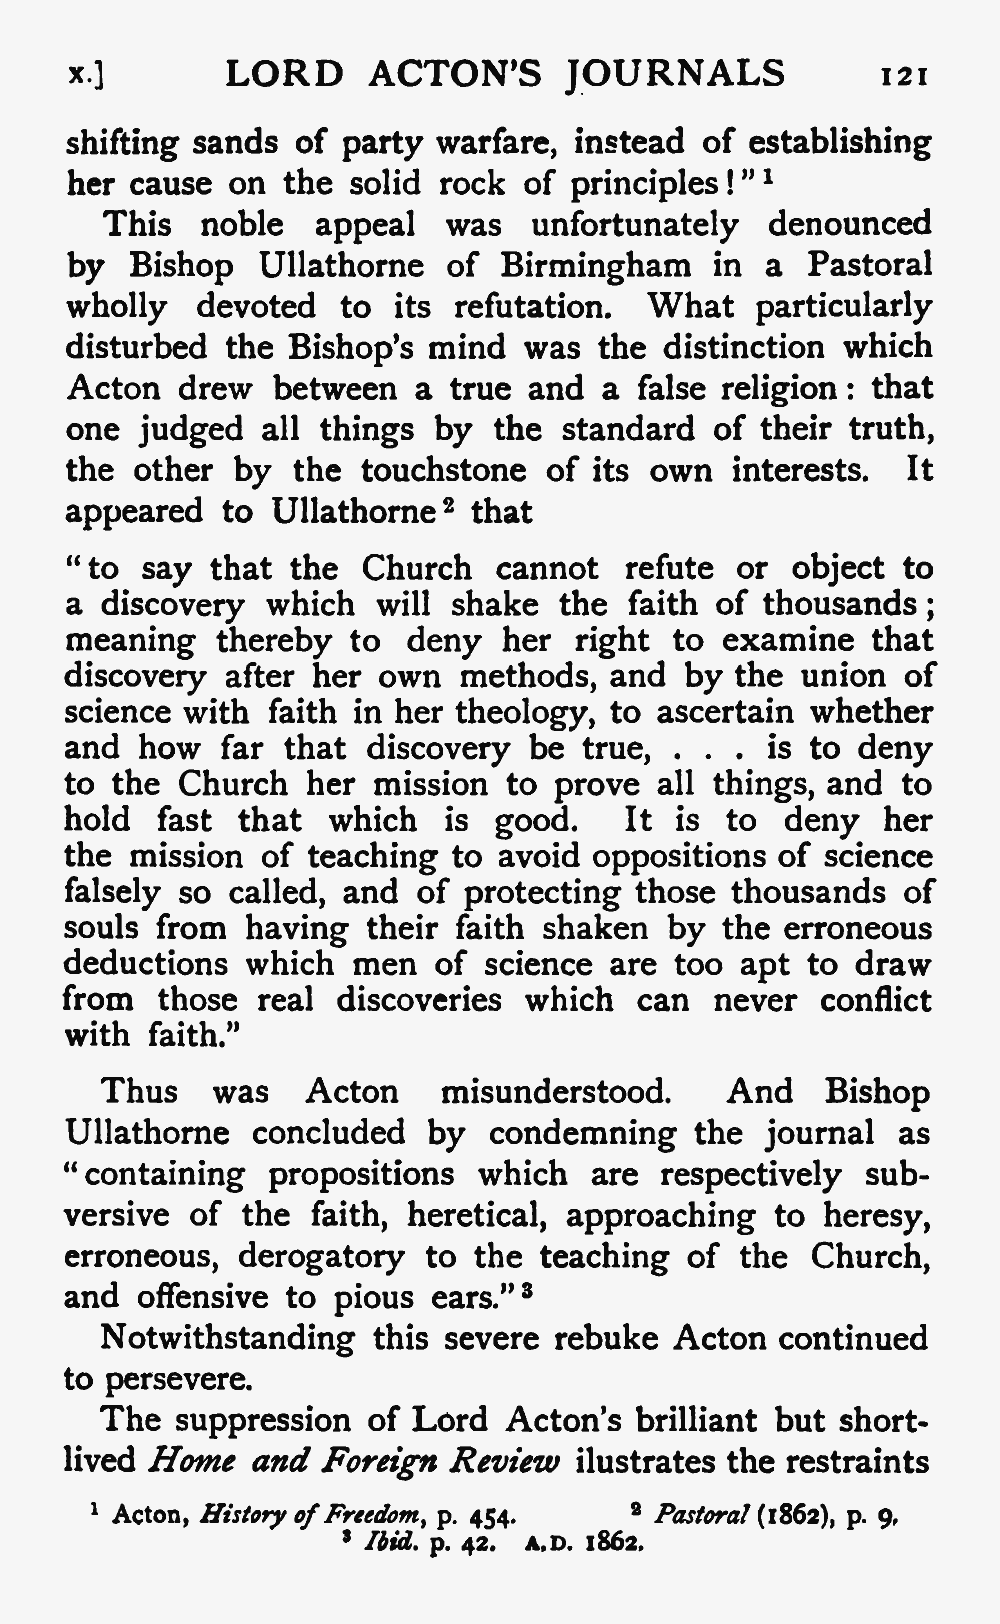 x.] LORD ACTON'S JOURNALS 121
shifting sands of party warfare, instead of establishing
her cause on the solid rock of principles!" 1
This noble appeal was unfortunately denounced
by Bishop Ullathorne of Birmingham in a Pastoral
wholly devoted to its refutation. What particularly
disturbed the Bishop's mind was the distinction which
Acton drew between a true and a false religion: that
one judged all things by the standard of their truth,
the other by the touchstone of its own interests. It
appeared to Ullathorne 2 that
"to say that the Church cannot refute or object to
a discovery which will shake the faith of thousands;
meaning thereby to deny her right to examine that
discovery after her own methods, and by the union of
science with faith in her theology, to ascertain whether
and how far that discovery be true, . . . is to deny
to the Church her mission to prove all things, and to
hold fast that which is good. It is to deny her
the mission of teaching to avoid oppositions of science
falsely so called, and of protecting those thousands of
souls from having their faith shaken by the erroneous
deductions which men of science are too apt to draw
from those real discoveries which can never conflict
with faith."
Thus was Acton misunderstood. And Bishop
Ullathorne concluded by condemning the journal as
"containing propositions which are respectively sub-
versive of the faith, heretical, approaching to heresy,
erroneous, derogatory to the teaching of the Church,
and offensive to pious ears." 3
Notwithstanding this severe rebuke Acton continued
to persevere.
The suppression of Lord Acton's brilliant but short-
lived Home and Foreign Review ilustrates the restraints
1 Acton, History of Freedom, p. 454. 2 Pastoral (1862), p. 9.
3 Ibid. p. 42. A.D. 1862.